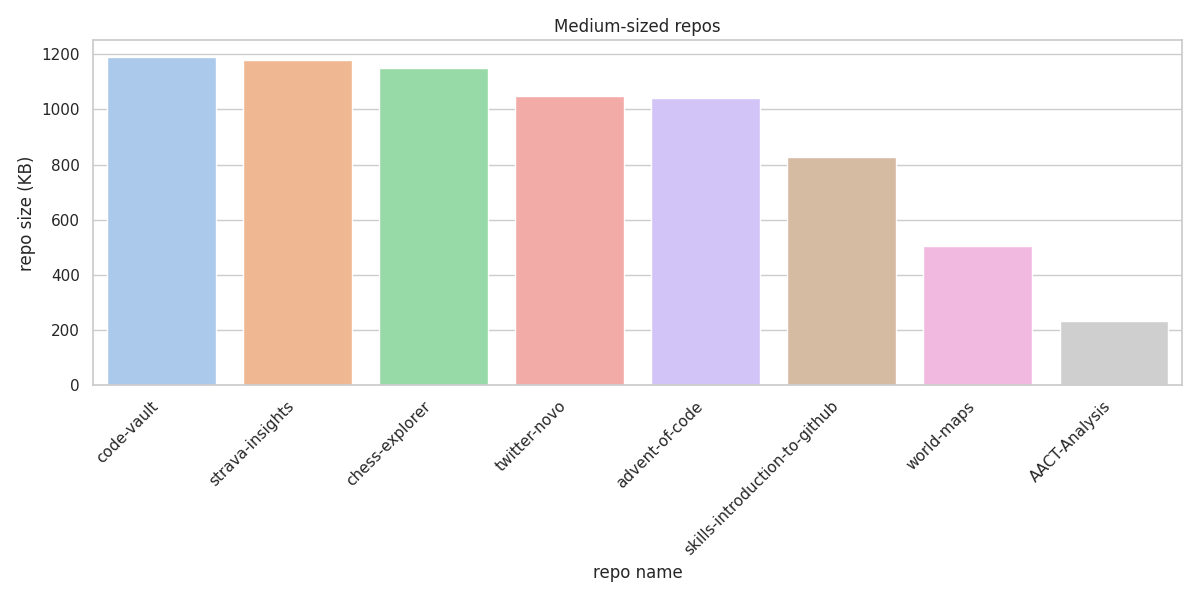 Medium-sized repos
repo size (KB)
1200
1000
800
600
400
200
0
code-vault
strava-insights
chess-explorer
twitter-novo
advent-of-code
skills-introduction-to-github
world-maps
AACT-Analysis
repo name